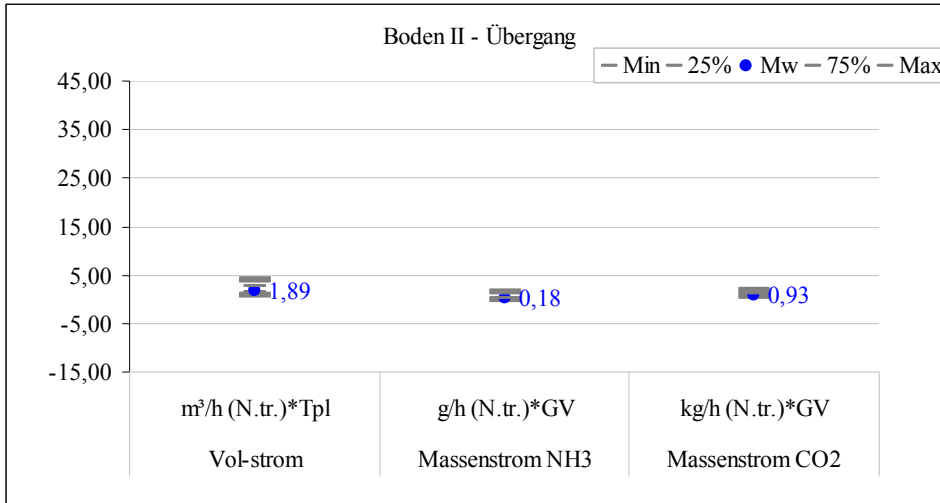 Boden II - Übergang
Min 25% Mw 75% Max
45,00
35,00
25,00
15,00
5,00
-5,00
-15,00
1,89
0,18
0,93
m³/h (N.tr.)*Tpl g/h (N.tr.)*GV kg/h (N.tr.)*GV
Vol-strom Massenstrom NH3 Massenstrom CO2